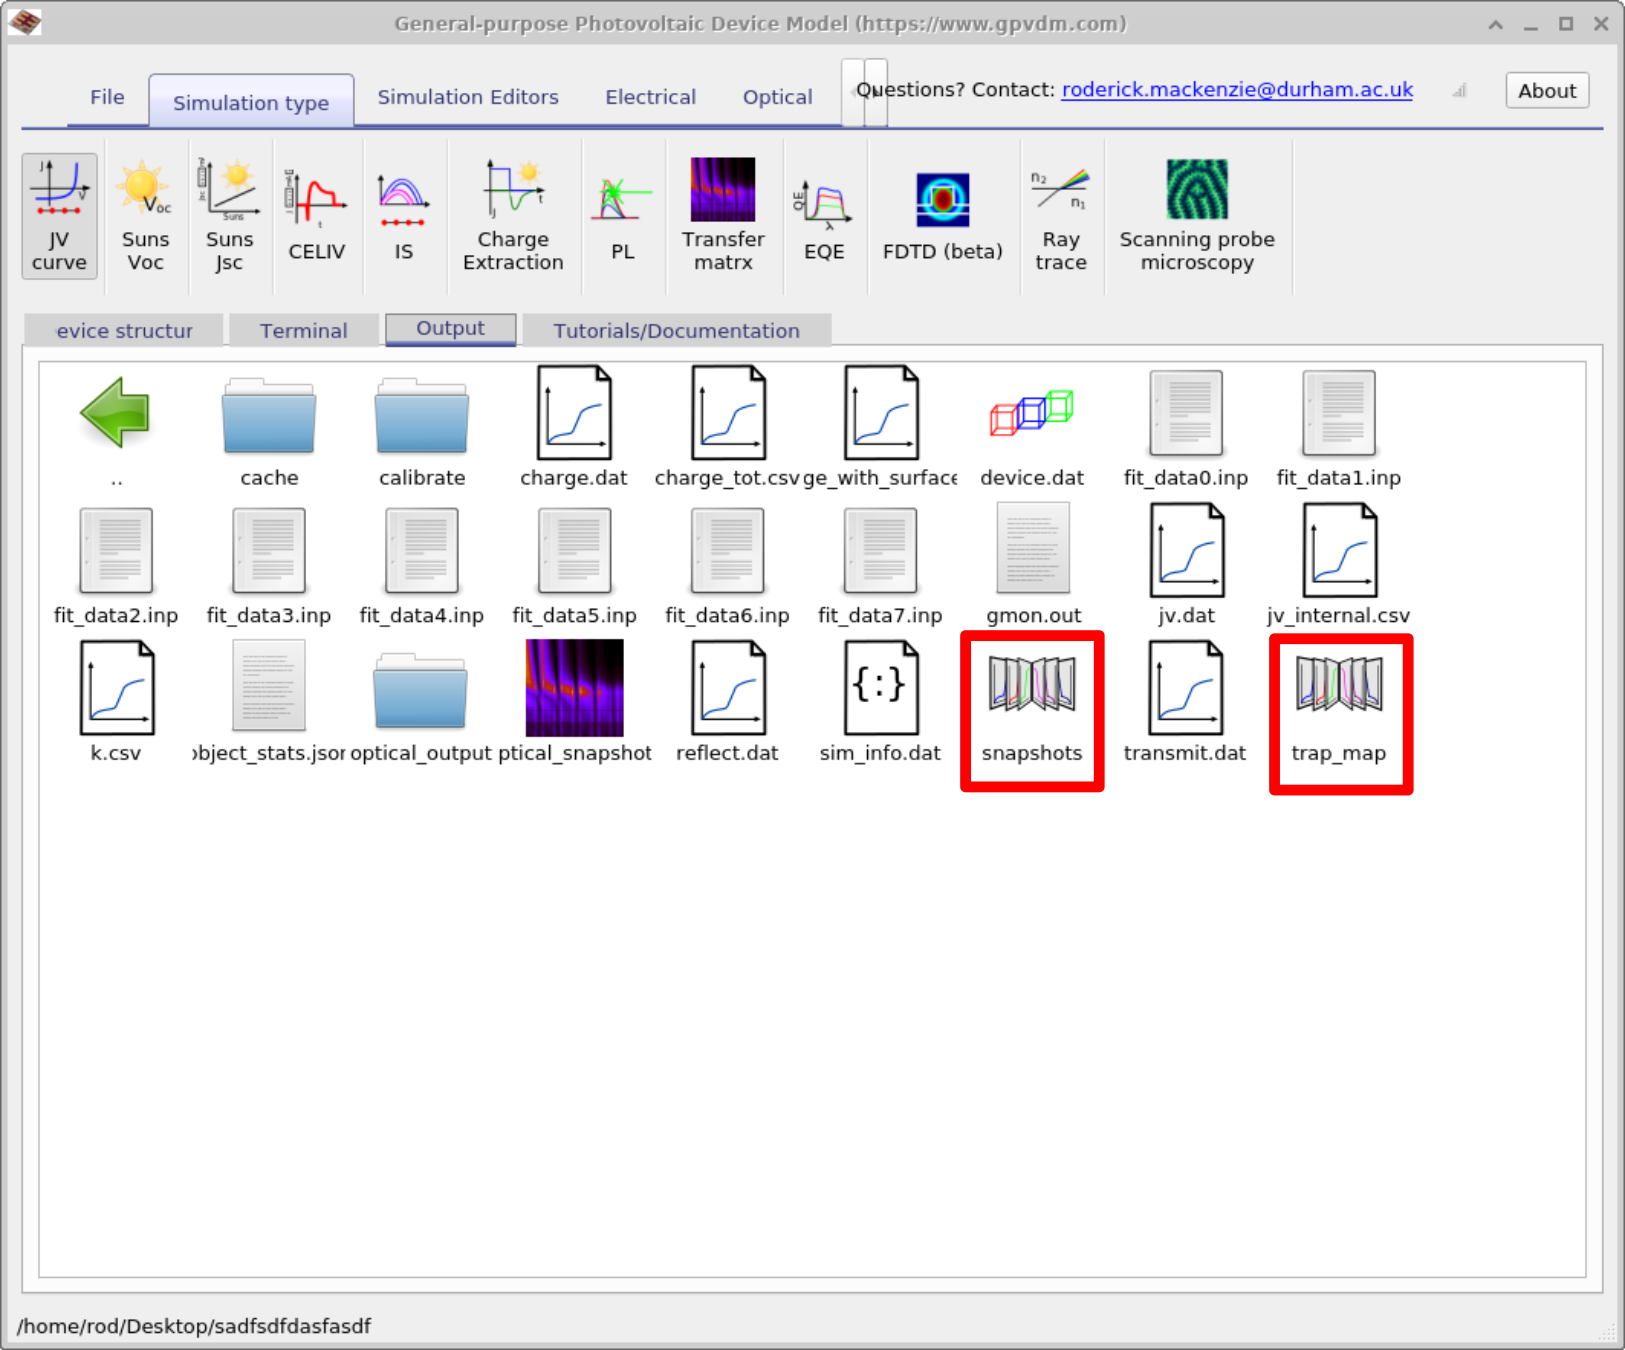 General-purpose Photovoltaic Device Model (https://www.gpvdm.com)
File
Simulation type
Simulation Editors
Electrical
Optical
Questions? Contact: roderick.mackenzie@durham.ac.uk
About
JV curve
Suns Voc
Suns Jsc
CELIV
IS
Charge Extraction
PL
Transfer matrx
EQE
FDTD (beta)
Ray trace
Scanning probe microscopy
evice structur
Terminal
Output
Tutorials/Documentation
..
cache
calibrate
charge.dat
charge_tot.csv
ge_with_surface
device.dat
fit_data0.inp
fit_data1.inp
fit_data2.inp
fit_data3.inp
fit_data4.inp
fit_data5.inp
fit_data6.inp
fit_data7.inp
gmon.out
jv.dat
jv_internal.csv
k.csv
object_stats.json
optical_output
ptical_snapshot
reflect.dat
sim_info.dat
snapshots
transmit.dat
trap_map
/home/rod/Desktop/sadfsdfdasfasdf